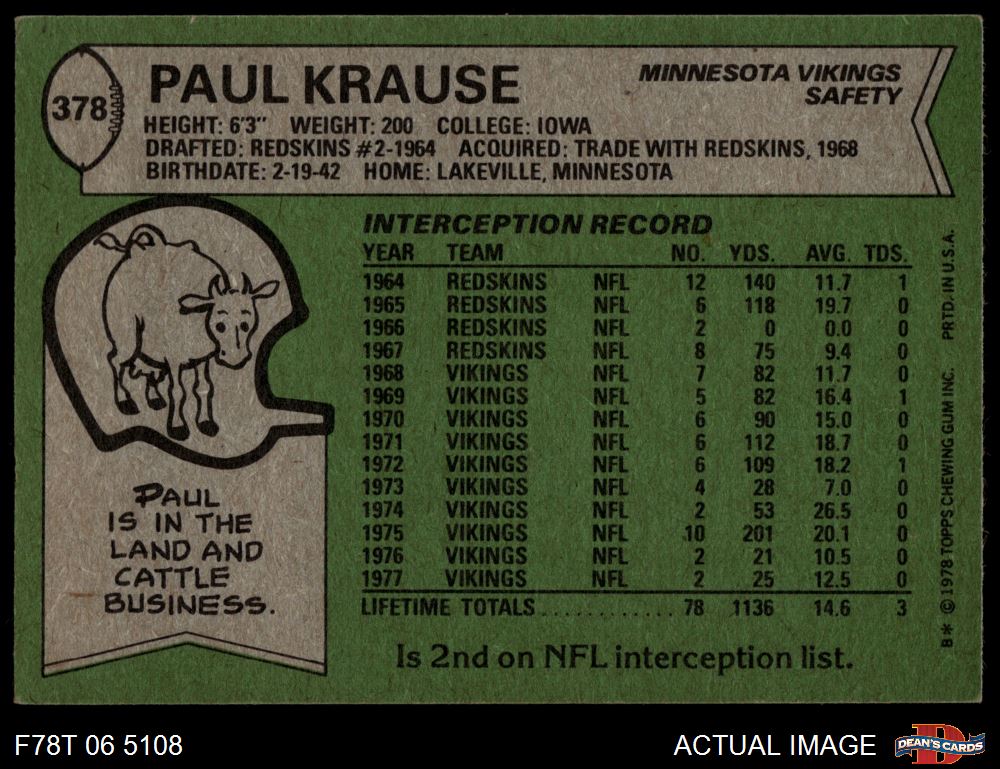 378
PAUL KRAUSE
MINNESOTA VIKINGS
SAFETY
HEIGHT: 6'3" WEIGHT: 200 COLLEGE: IOWA
DRAFTED: REDSKINS #2-1964 ACQUIRED: TRADE WITH REDSKINS, 1968
BIRTHDATE: 2-19-42 HOME: LAKEVILLE, MINNESOTA
INTERCEPTION RECORD
YEAR TEAM NO. YDS. AVG. TDS.
1964 REDSKINS NFL 12 140 11.7 1
1965 REDSKINS NFL 6 118 19.7 0
1966 REDSKINS NFL 2 0 0.0 0
1967 REDSKINS NFL 8 75 9.4 0
1968 VIKINGS NFL 7 82 11.7 0
1969 VIKINGS NFL 5 82 16.4 1
1970 VIKINGS NFL 6 90 15.0 0
1971 VIKINGS NFL 6 112 18.7 0
1972 VIKINGS NFL 6 109 18.2 1
1973 VIKINGS NFL 4 28 7.0 0
1974 VIKINGS NFL 2 53 26.5 0
1975 VIKINGS NFL 10 201 20.1 0
1976 VIKINGS NFL 2 21 10.5 0
1977 VIKINGS NFL 2 25 12.5 0
LIFETIME TOTALS............ 78 1136 14.6 3
Is 2nd on NFL interception list.
PAUL
IS IN THE
LAND AND
CATTLE
BUSINESS.
B* © 1978 TOPPS CHEWING GUM INC. PRTD. IN U.S.A.
F78T 06 5108
ACTUAL IMAGE
D
DEAN'S CARDS